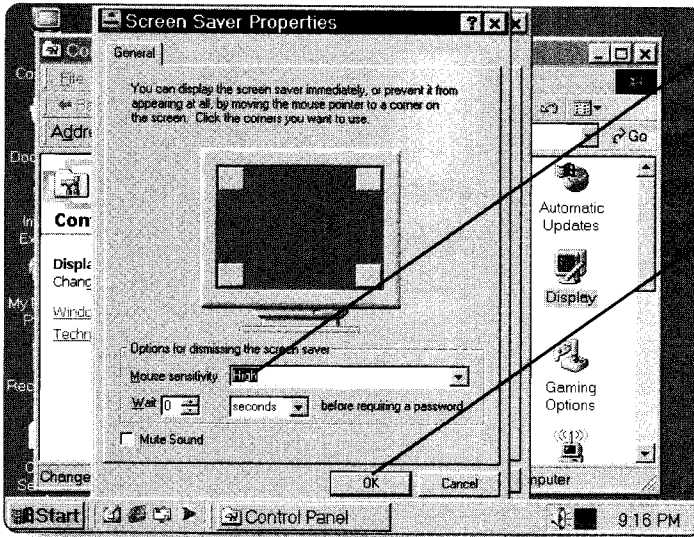 Screen Saver Properties
General
You can display the screen saver immediately, or prevent it from
appearing at all, by moving the mouse pointer to a corner on
the screen. Click the corners you want to use.
Options for dismissing the screen saver
Mouse sensitivity High
Wait 0 seconds before requiring a password
Mute Sound
OK Cancel
File
Addre
Com
Displa
Chang
Windo
Techn
Change
Go
Automatic
Updates
Display
Gaming
Options
mputer
Start Control Panel 9:16 PM